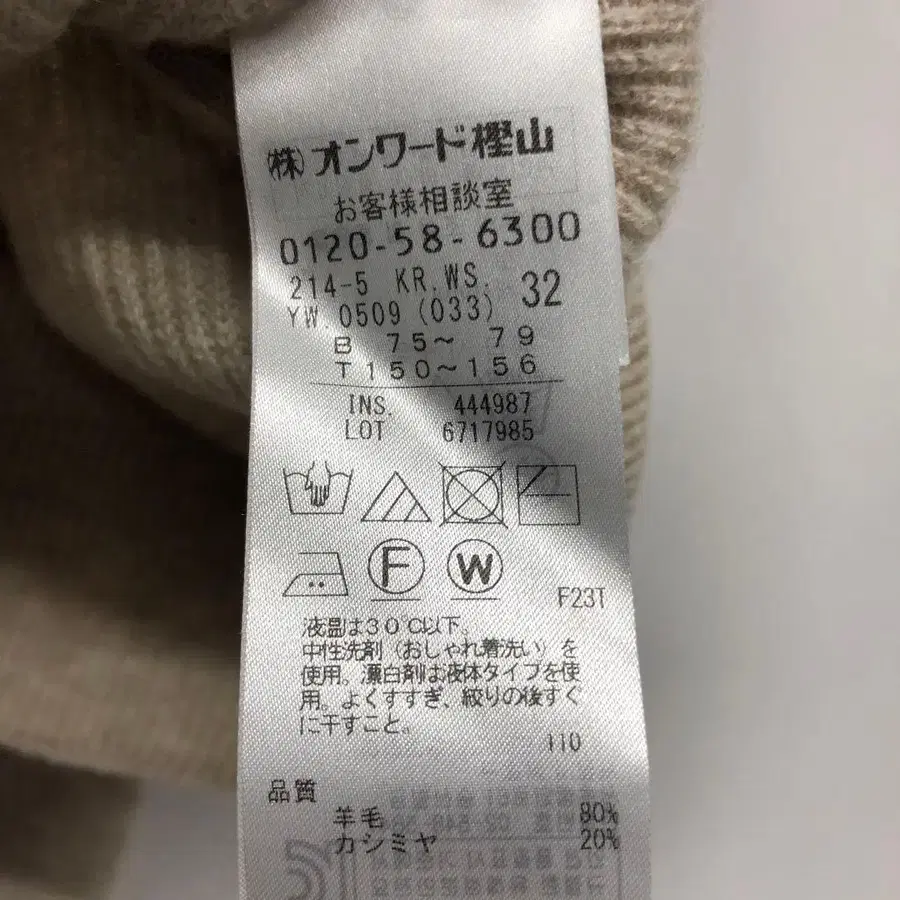 ㈱オンワード樫山
お客様相談室
0120-58-6300
214-5 KR.WS. 32
YW.0509 (033)
B 75～ 79
T 150～156
INS. 444987
LOT 6717985
F W
F23T
液温は30℃以下。
中性洗剤（おしゃれ着洗い）を
使用。漂白剤は液体タイプを使
用。よくすすぎ、絞りの後すぐ
に干すこと。
110
品質
羊毛 80%
カシミヤ 20%